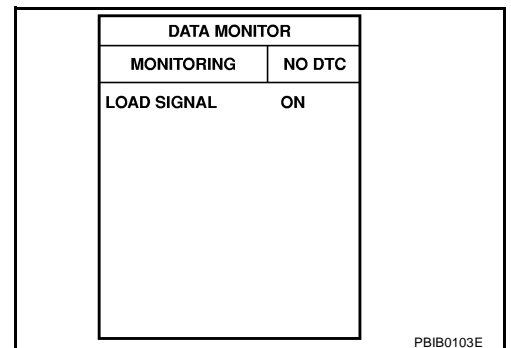 DATA MONITOR
MONITORING NO DTC
LOAD SIGNAL ON
PBIB0103E